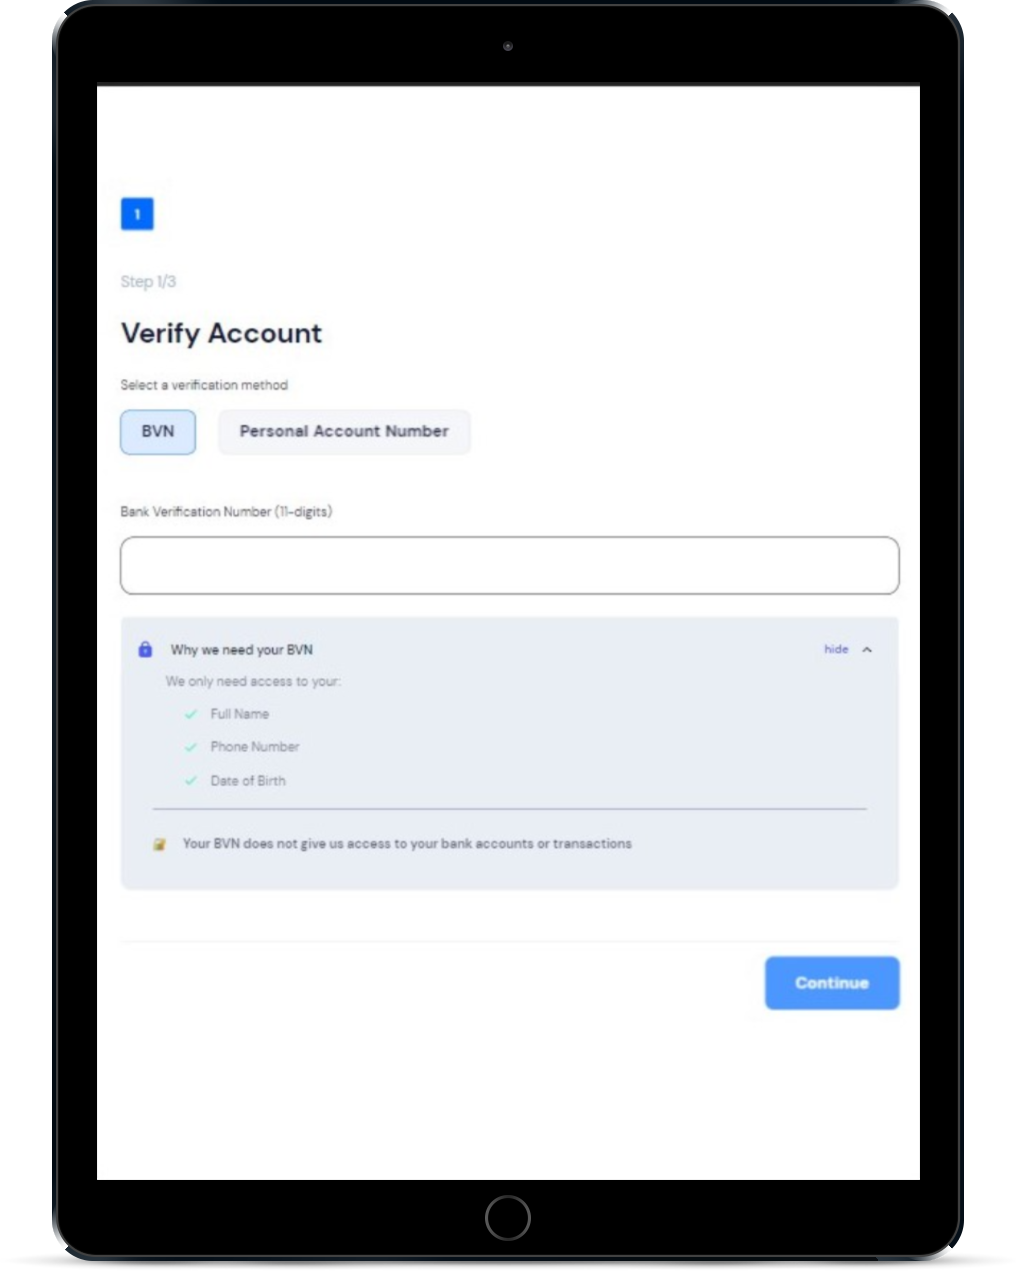 1
Step 1/3
Verify Account
Select a verification method
BVN Personal Account Number
Bank Verification Number (11-digits)
Why we need your BVN hide
We only need access to your:
Full Name
Phone Number
Date of Birth
Your BVN does not give us access to your bank accounts or transactions
Continue